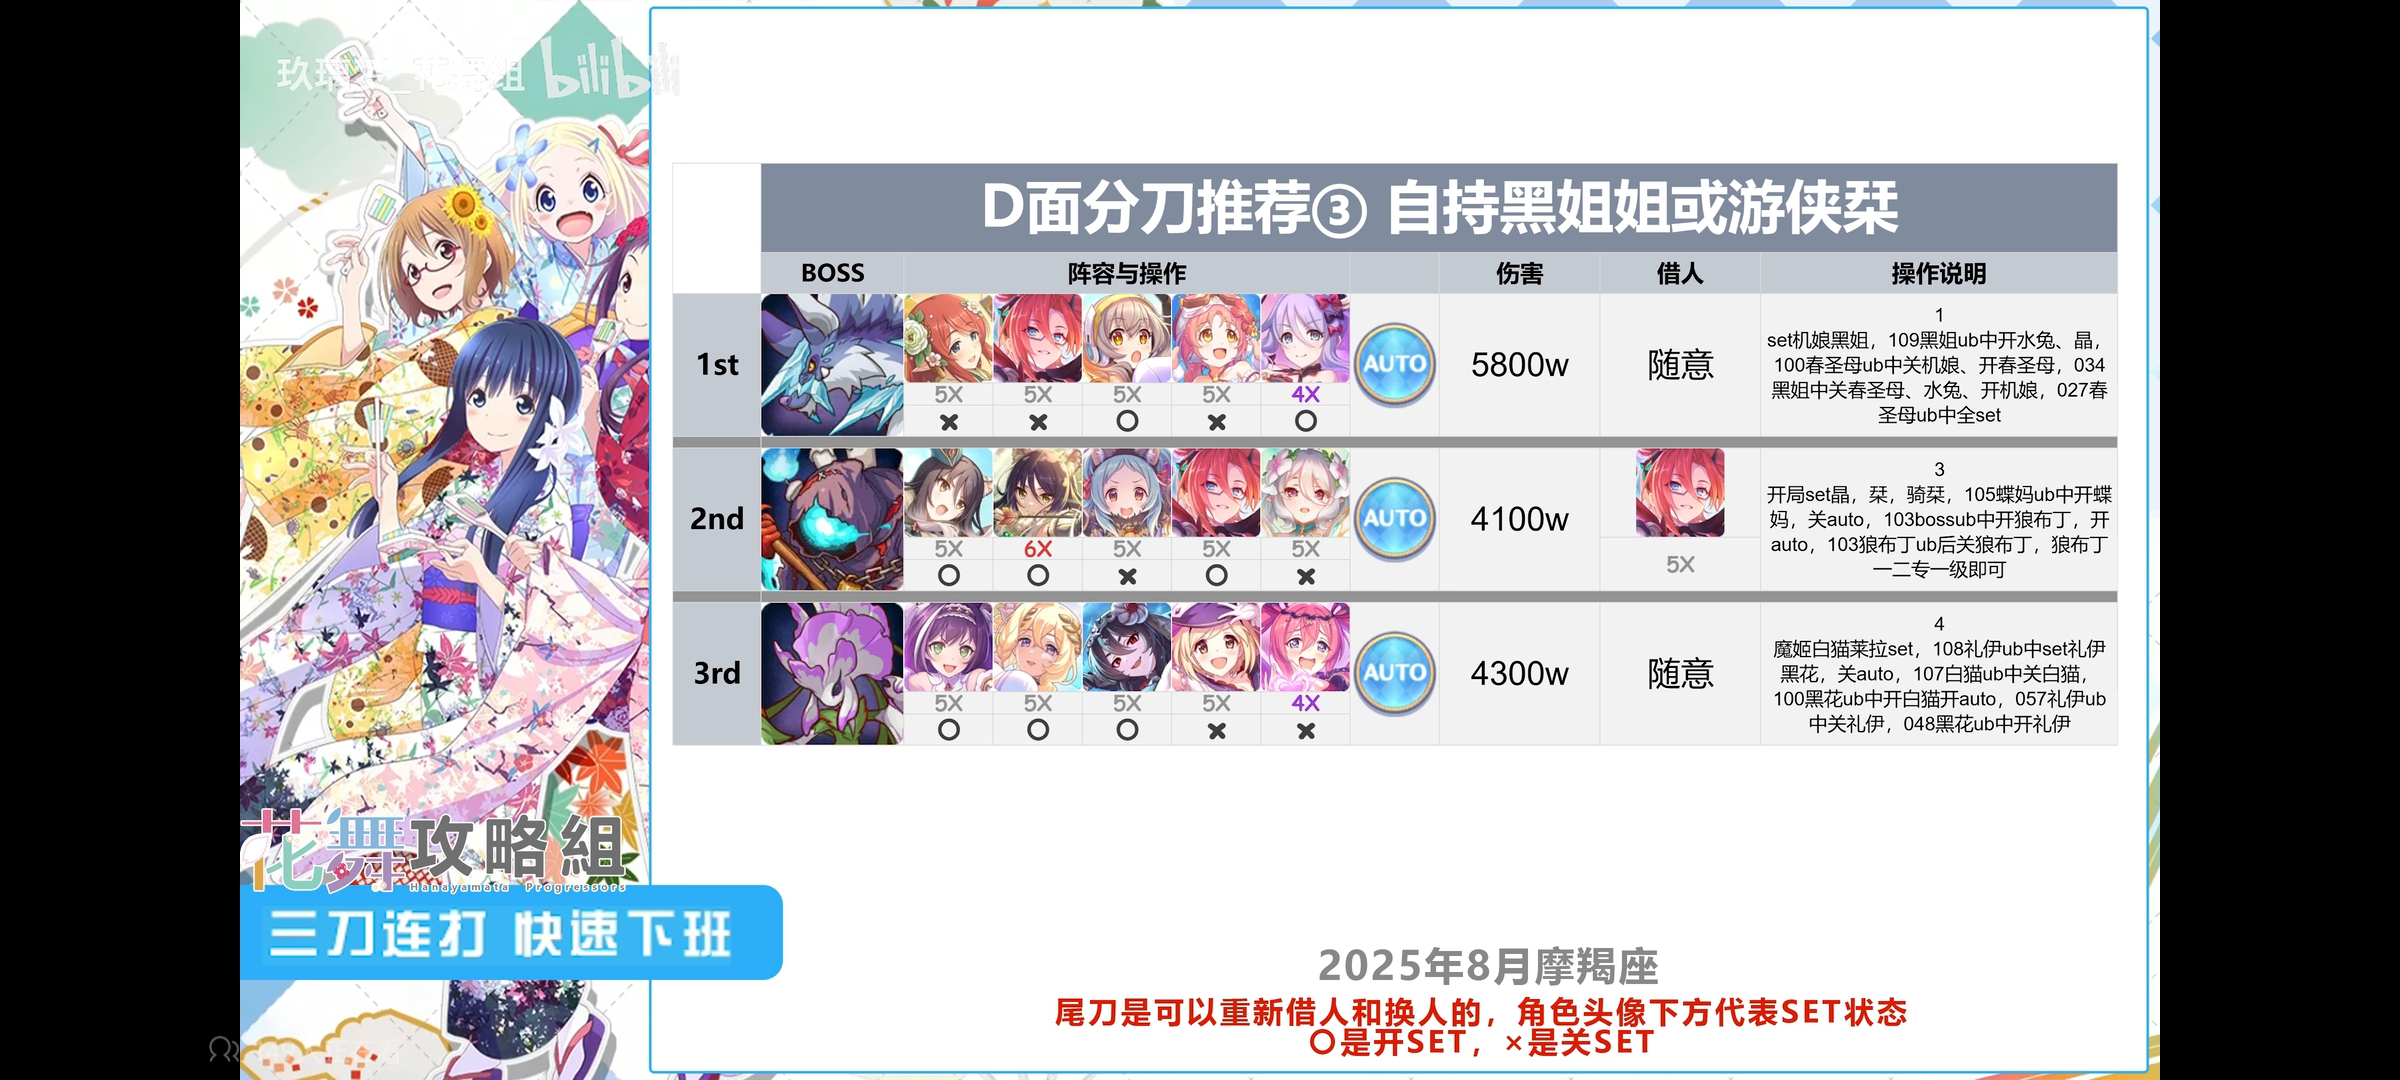 bilibili
D面分刀推荐③ 自持黑姐姐或游侠栞
BOSS 阵容与操作 伤害 借人 操作说明
1st
5X 5X 5X 5X 4X
× × ○ × ○
AUTO
5800w
随意
1
set机娘黑姐，109黑姐ub中开水兔、晶，
100春圣母ub中关机娘、开春圣母，034
黑姐中关春圣母、水兔、开机娘，027春
圣母ub中全set
2nd
5X 6X 5X 5X 5X
○ ○ × ○ ×
AUTO
4100w
5X
3
开局set晶，栞，骑栞，105蝶妈ub中开蝶
妈，关auto，103bossub中开狼布丁，开
auto，103狼布丁ub后关狼布丁，狼布丁
一二专一级即可
3rd
5X 5X 5X 5X 4X
○ ○ ○ × ×
AUTO
4300w
随意
4
魔姬白猫莱拉set，108礼伊ub中set礼伊
黑花，关auto，107白猫ub中关白猫，
100黑花ub中开白猫开auto，057礼伊ub
中关礼伊，048黑花ub中开礼伊
花舞攻略組
Hanayamata Progressors
三刀连打 快速下班
2025年8月摩羯座
尾刀是可以重新借人和换人的，角色头像下方代表SET状态
○是开SET，×是关SET